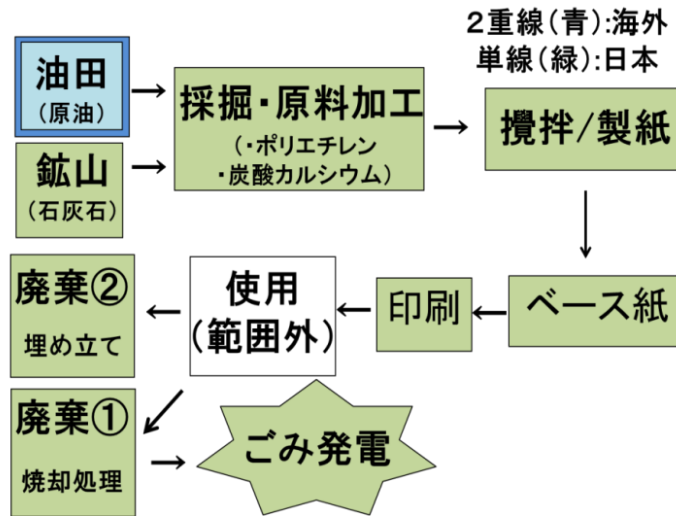 2重線(青):海外
単線(緑):日本
油田
(原油)
鉱山
(石灰石)
採掘・原料加工
(・ポリエチレン
・炭酸カルシウム)
攪拌/製紙
ベース紙
印刷
使用
(範囲外)
廃棄②
埋め立て
廃棄①
焼却処理
ごみ発電